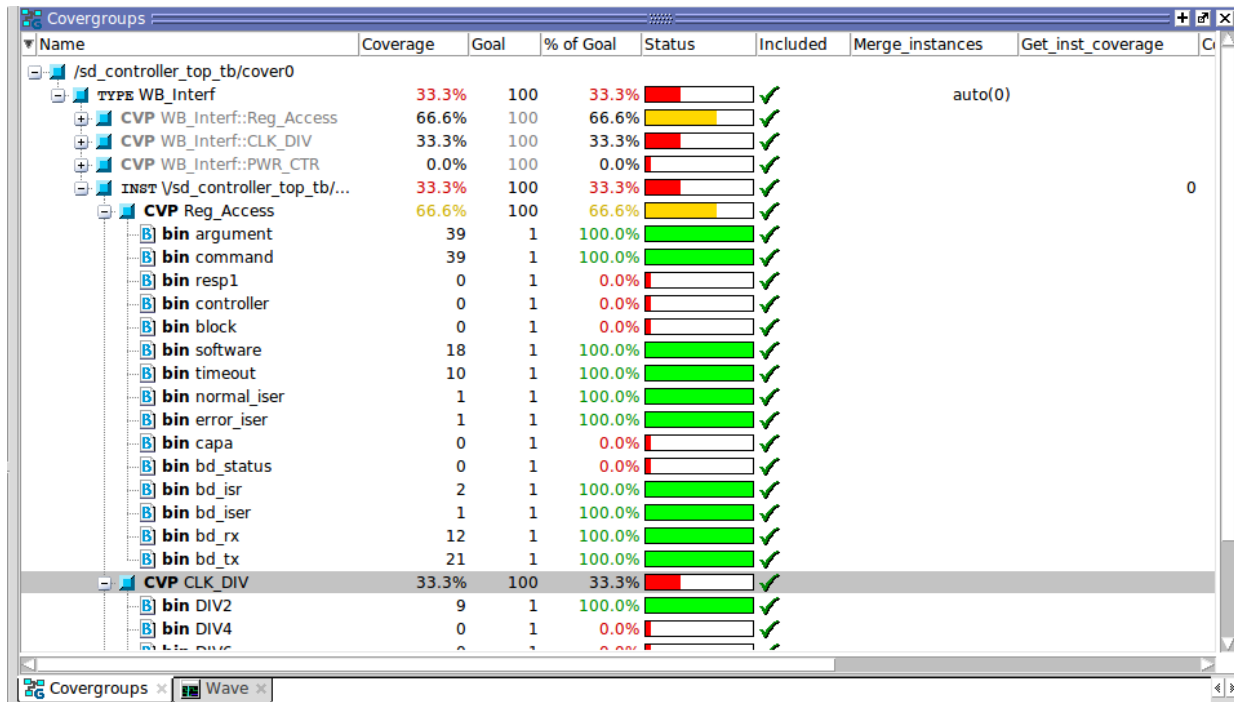 Covergroups
Name Coverage Goal % of Goal Status Included Merge_instances Get_inst_coverage
/sd_controller_top_tb/cover0
TYPE WB_Interf 33.3% 100 33.3% auto(0)
CVP WB_Interf::Reg_Access 66.6% 100 66.6%
CVP WB_Interf::CLK_DIV 33.3% 100 33.3%
CVP WB_Interf::PWR_CTR 0.0% 100 0.0%
INST \/sd_controller_top_tb/... 33.3% 100 33.3% 0
CVP Reg_Access 66.6% 100 66.6%
B] bin argument 39 1 100.0%
B] bin command 39 1 100.0%
B] bin resp1 0 1 0.0%
B] bin controller 0 1 0.0%
B] bin block 0 1 0.0%
B] bin software 18 1 100.0%
B] bin timeout 10 1 100.0%
B] bin normal_iser 1 1 100.0%
B] bin error_iser 1 1 100.0%
B] bin capa 0 1 0.0%
B] bin bd_status 0 1 0.0%
B] bin bd_isr 2 1 100.0%
B] bin bd_iser 1 1 100.0%
B] bin bd_rx 12 1 100.0%
B] bin bd_tx 21 1 100.0%
CVP CLK_DIV 33.3% 100 33.3%
B] bin DIV2 9 1 100.0%
B] bin DIV4 0 1 0.0%
Covergroups Wave